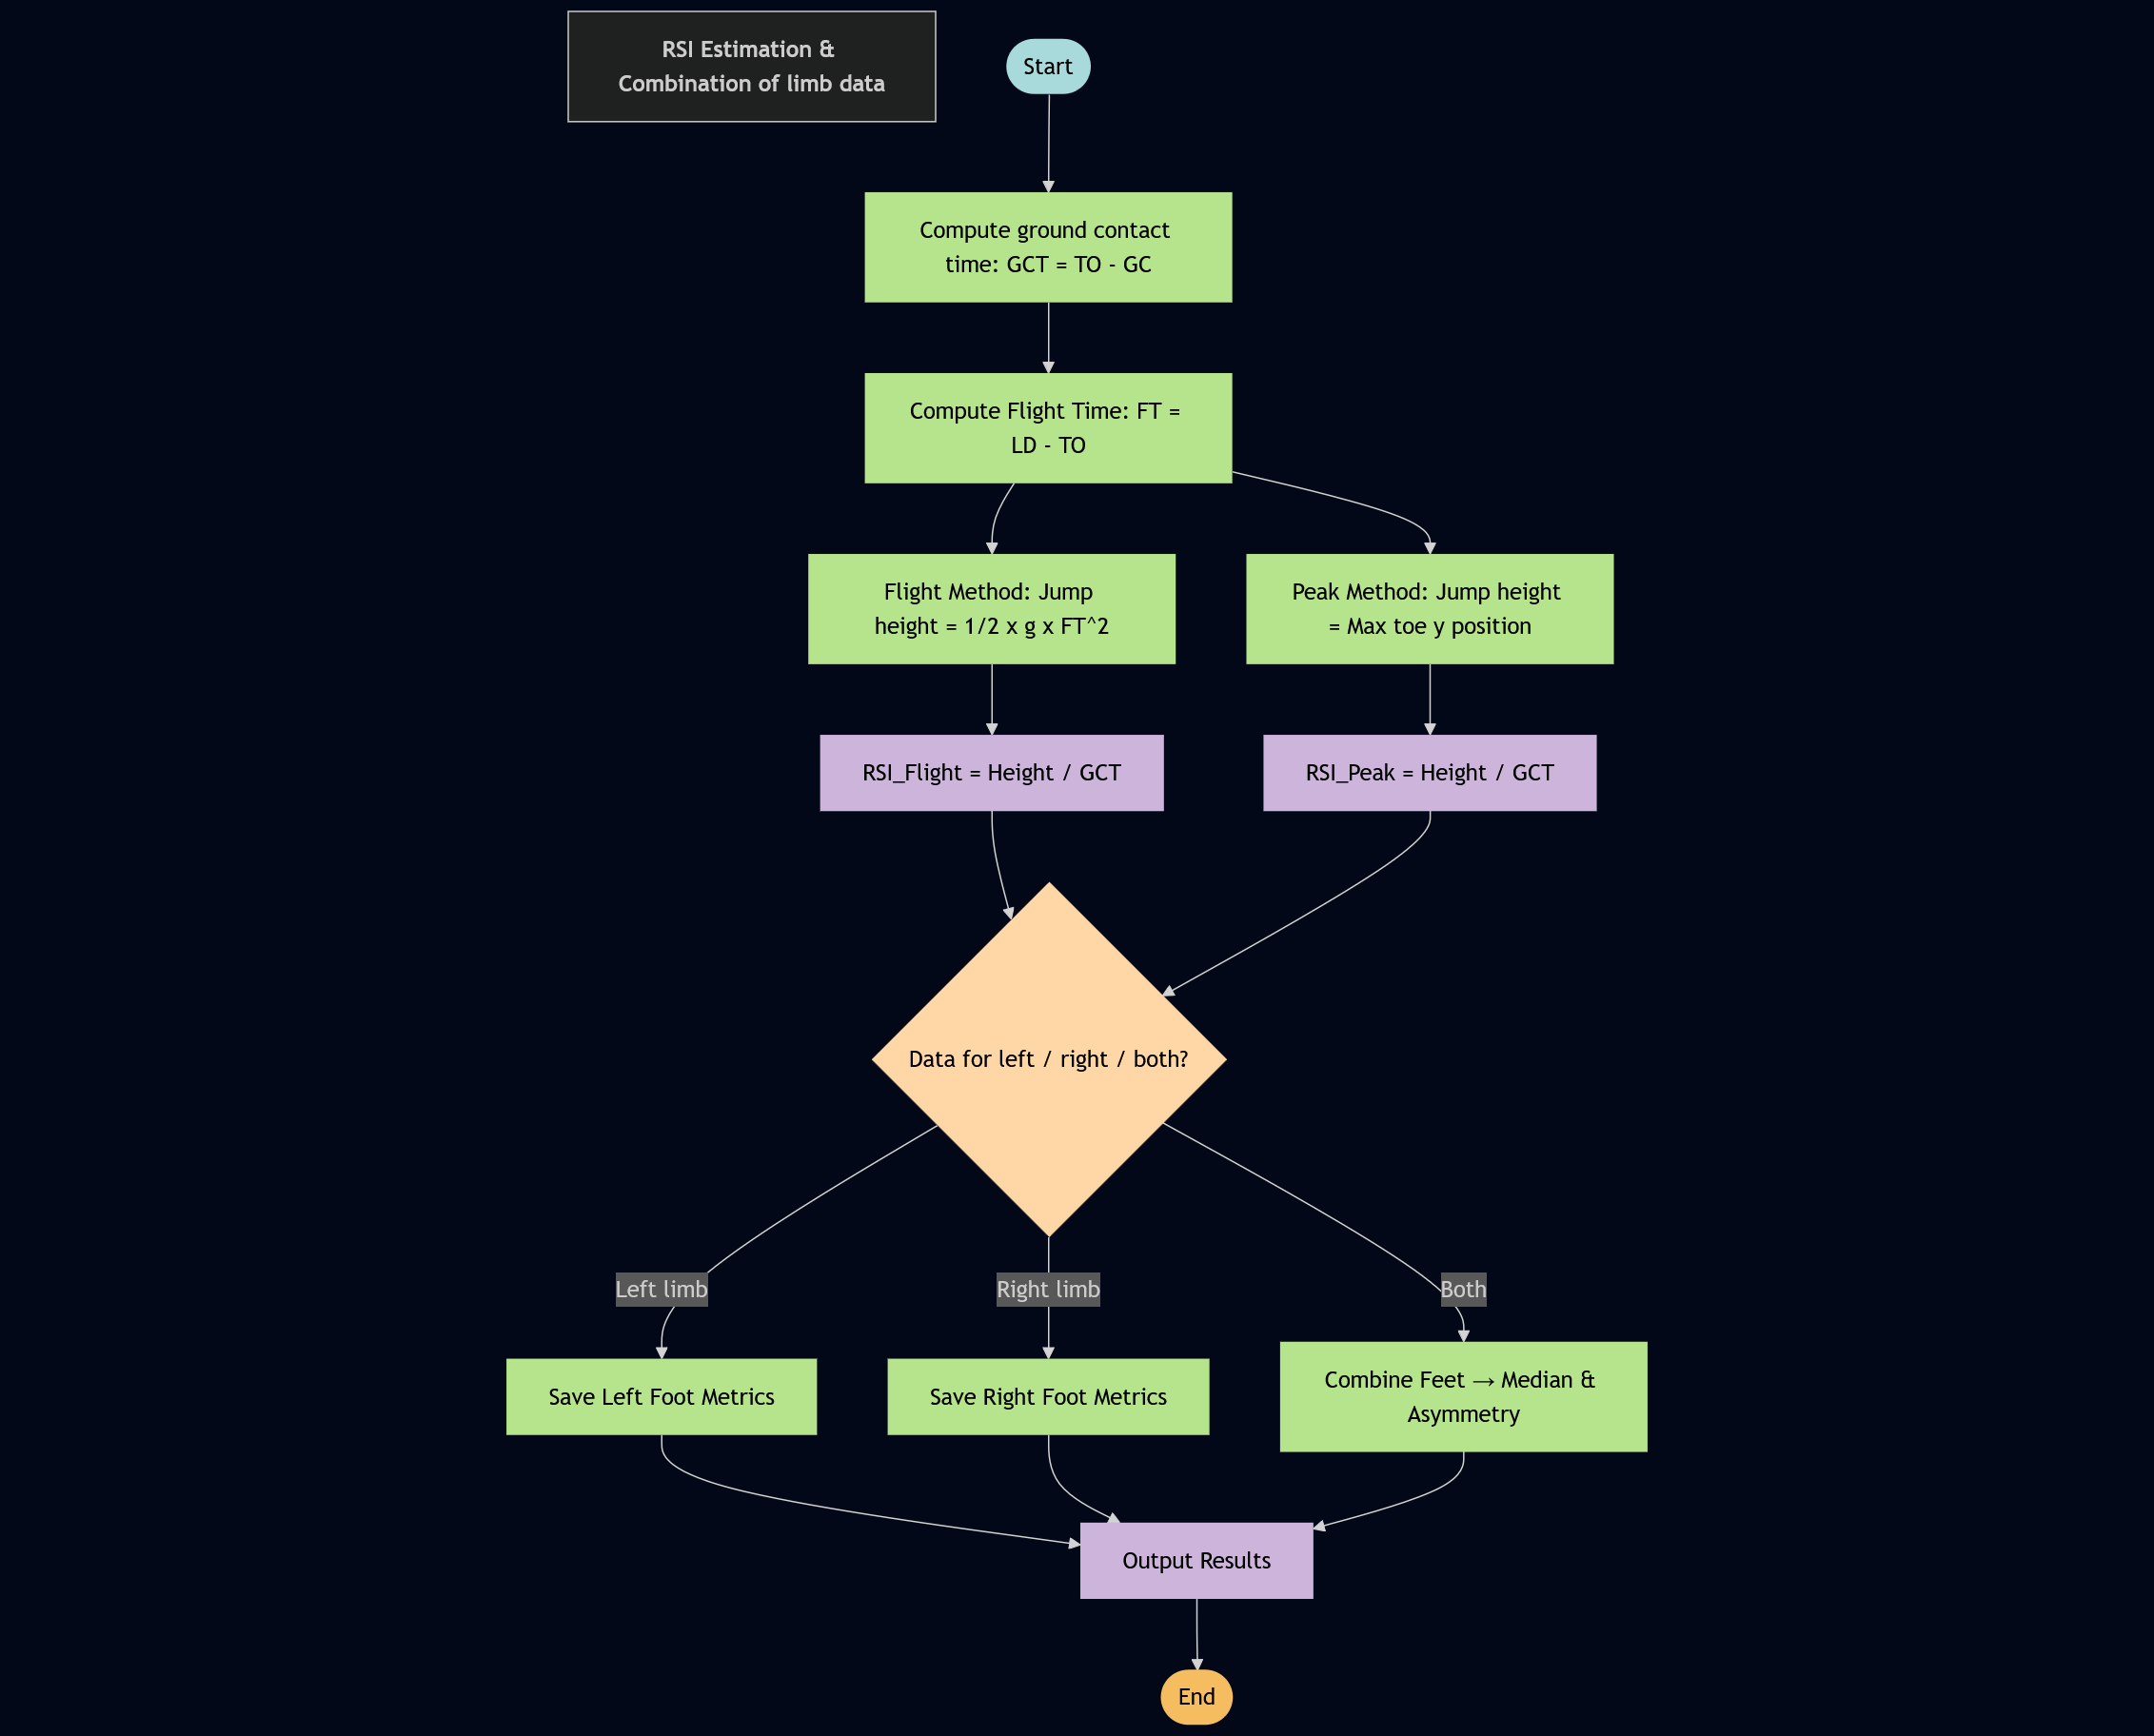 RSI Estimation &
Combination of limb data
Start
Compute ground contact
time: GCT = TO - GC
Compute Flight Time: FT =
LD - TO
Flight Method: Jump
height = 1/2 x g x FT^2
Peak Method: Jump height
= Max toe y position
RSI_Flight = Height / GCT
RSI_Peak = Height / GCT
Data for left / right / both?
Left limb
Right limb
Both
Save Left Foot Metrics
Save Right Foot Metrics
Combine Feet → Median &
Asymmetry
Output Results
End